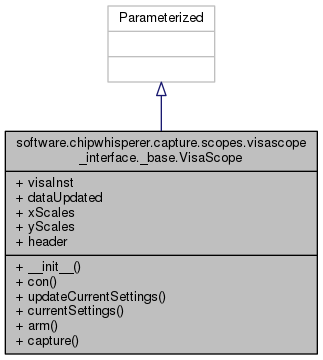 Parameterized
software.chipwhisperer.capture.scopes.visascope
_interface._base.VisaScope
+ visaInst
+ dataUpdated
+ xScales
+ yScales
+ header
+ __init__()
+ con()
+ updateCurrentSettings()
+ currentSettings()
+ arm()
+ capture()